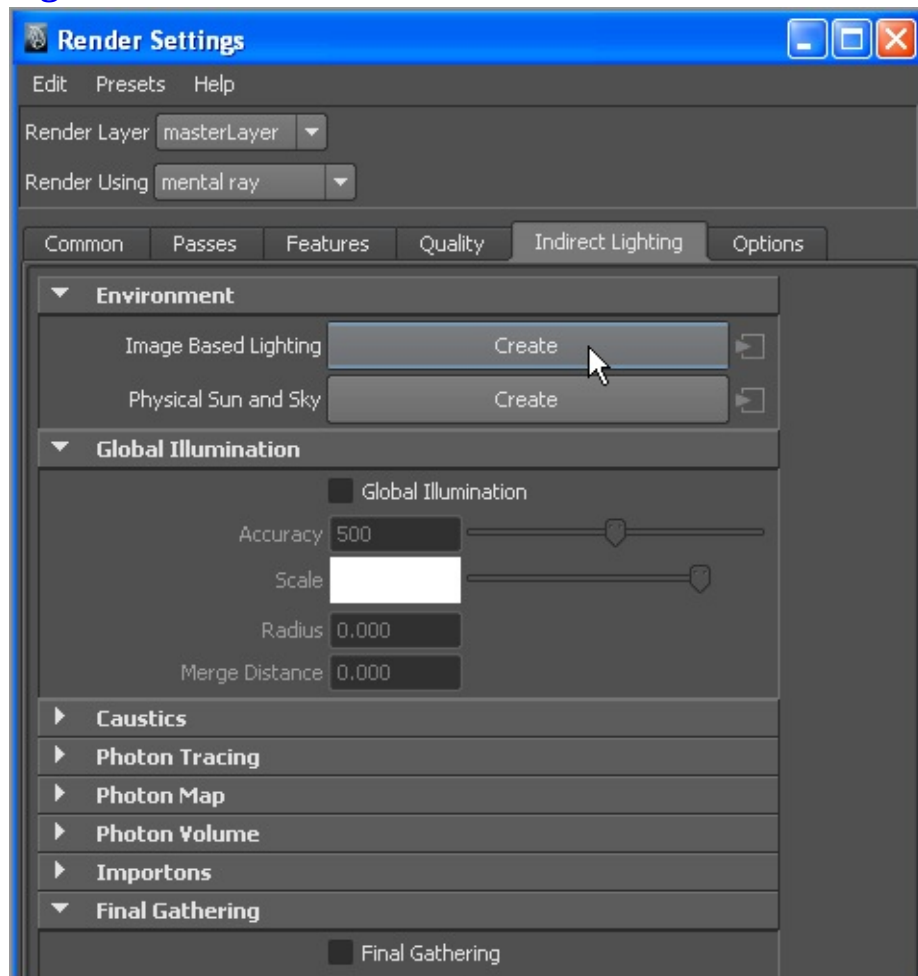 Render Settings
Edit Presets Help
Render Layer masterLayer
Render Using mental ray
Common Passes Features Quality Indirect Lighting Options
Environment
Image Based Lighting Create
Physical Sun and Sky Create
Global Illumination
Global Illumination
Accuracy 500
Scale
Radius 0.000
Merge Distance 0.000
Caustics
Photon Tracing
Photon Map
Photon Volume
Importons
Final Gathering
Final Gathering